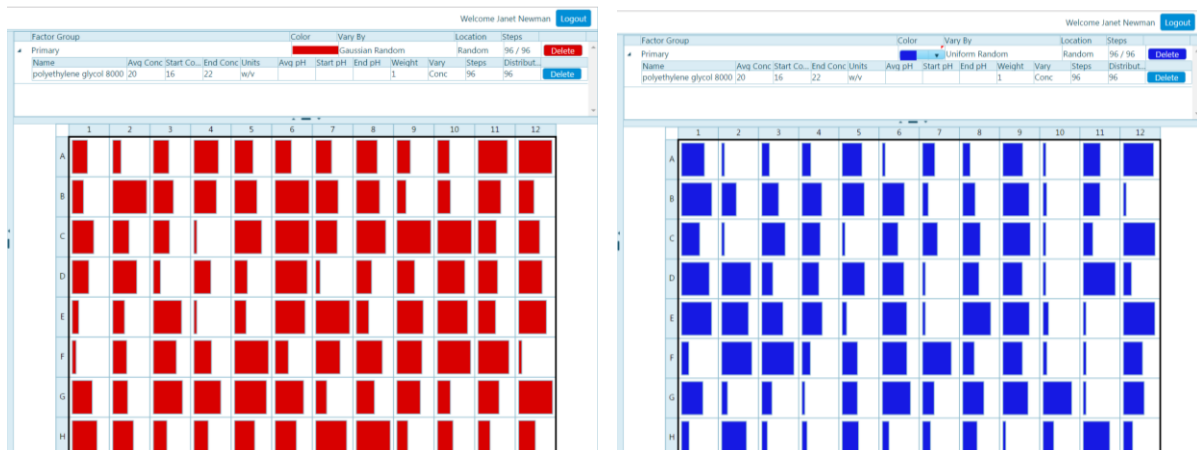 Welcome Janet Newman Logout
Factor Group Color Vary By Location Steps
Primary Gaussian Random Random 96 / 96 Delete
Name Avg Conc Start Co... End Conc Units Avg pH Start pH End pH Weight Vary Steps Distribut...
polyethylene glycol 8000 20 16 22 w/v 1 Conc 96 96 Delete
1 2 3 4 5 6 7 8 9 10 11 12
A
B
C
D
E
F
G
H
Welcome Janet Newman Logout
Factor Group Color Vary By Location Steps
Primary Uniform Random Random 96 / 96 Delete
Name Avg Conc Start Co... End Conc Units Avg pH Start pH End pH Weight Vary Steps Distribut...
polyethylene glycol 8000 20 16 22 w/v 1 Conc 96 96 Delete
1 2 3 4 5 6 7 8 9 10 11 12
A
B
C
D
E
F
G
H